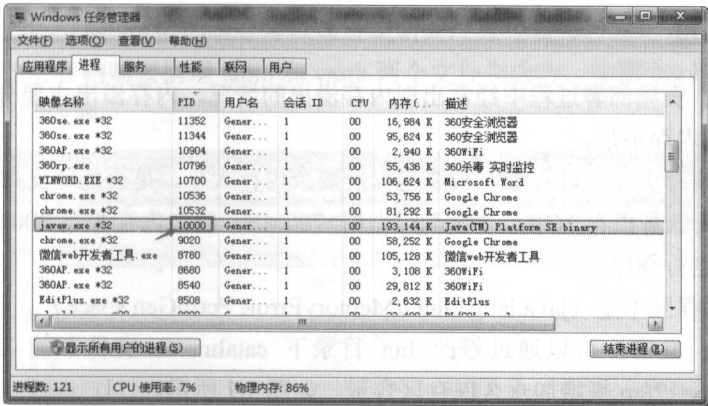 Windows 任务管理器
文件(F) 选项(O) 查看(V) 帮助(H)
应用程序 进程 服务 性能 联网 用户
映像名称 PID 用户名 会话 ID CPU 内存(... 描述
360se.exe *32 11352 Gener... 1 00 16,984 K 360安全浏览器
360se.exe *32 11344 Gener... 1 00 95,624 K 360安全浏览器
360AP.exe *32 10904 Gener... 1 00 2,940 K 360WiFi
360rp.exe 10796 Gener... 1 00 55,436 K 360杀毒 实时监控
WINWORD.EXE *32 10700 Gener... 1 00 106,624 K Microsoft Word
chrome.exe *32 10536 Gener... 1 00 53,756 K Google Chrome
chrome.exe *32 10532 Gener... 1 00 81,292 K Google Chrome
javaw.exe *32 10000 Gener... 1 00 193,144 K Java(TM) Platform SE binary
chrome.exe *32 9020 Gener... 1 00 58,252 K Google Chrome
微信web开发者工具.exe 8780 Gener... 1 00 105,128 K 微信web开发者工具
360AP.exe *32 8680 Gener... 1 00 3,108 K 360WiFi
360AP.exe *32 8540 Gener... 1 00 29,812 K 360WiFi
EditPlus.exe *32 8508 Gener... 1 00 2,632 K EditPlus
显示所有用户的进程(S) 结束进程(E)
进程数: 121 CPU 使用率: 7% 物理内存: 86%